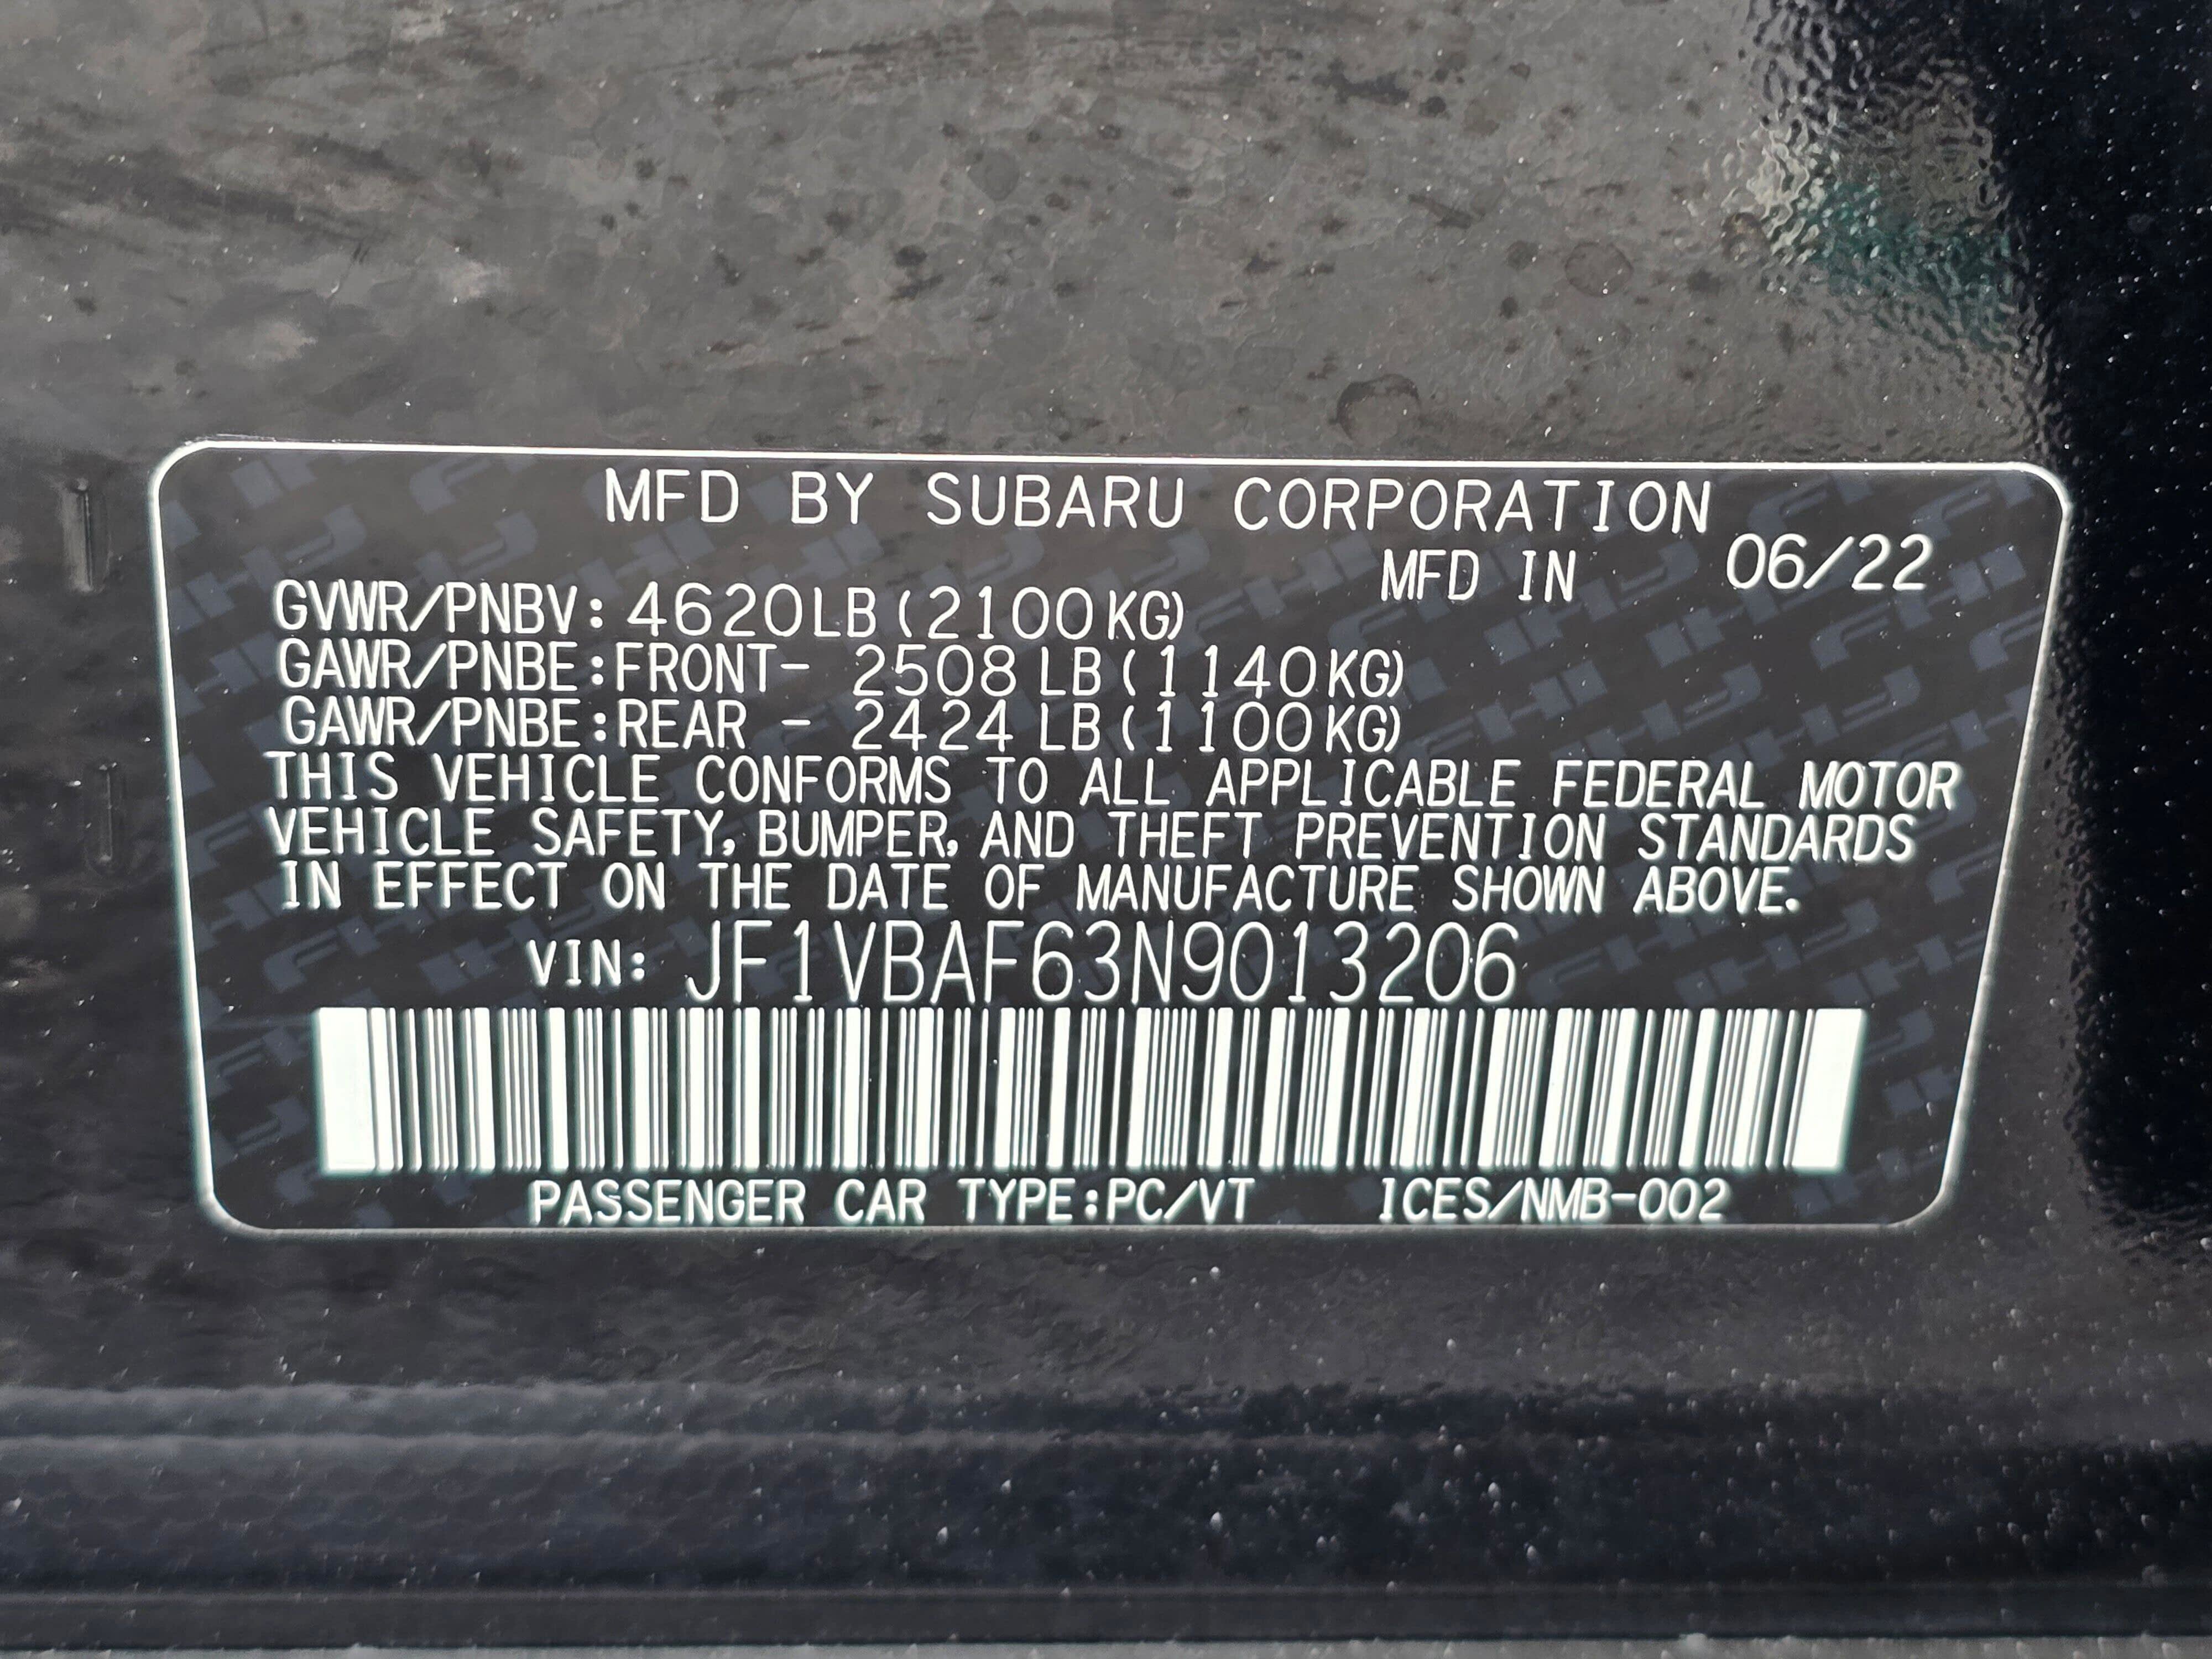 MFD BY SUBARU CORPORATION
MFD IN 06/22
GVWR/PNBV: 4620LB (2100KG)
GAWR/PNBE:FRONT- 2508 LB (1140KG)
GAWR/PNBE:REAR - 2424 LB (1100KG)
THIS VEHICLE CONFORMS TO ALL APPLICABLE FEDERAL MOTOR
VEHICLE SAFETY, BUMPER, AND THEFT PREVENTION STANDARDS
IN EFFECT ON THE DATE OF MANUFACTURE SHOWN ABOVE.
VIN: JF1VBAF63N9013206
PASSENGER CAR TYPE:PC/VT ICES/NMB-002